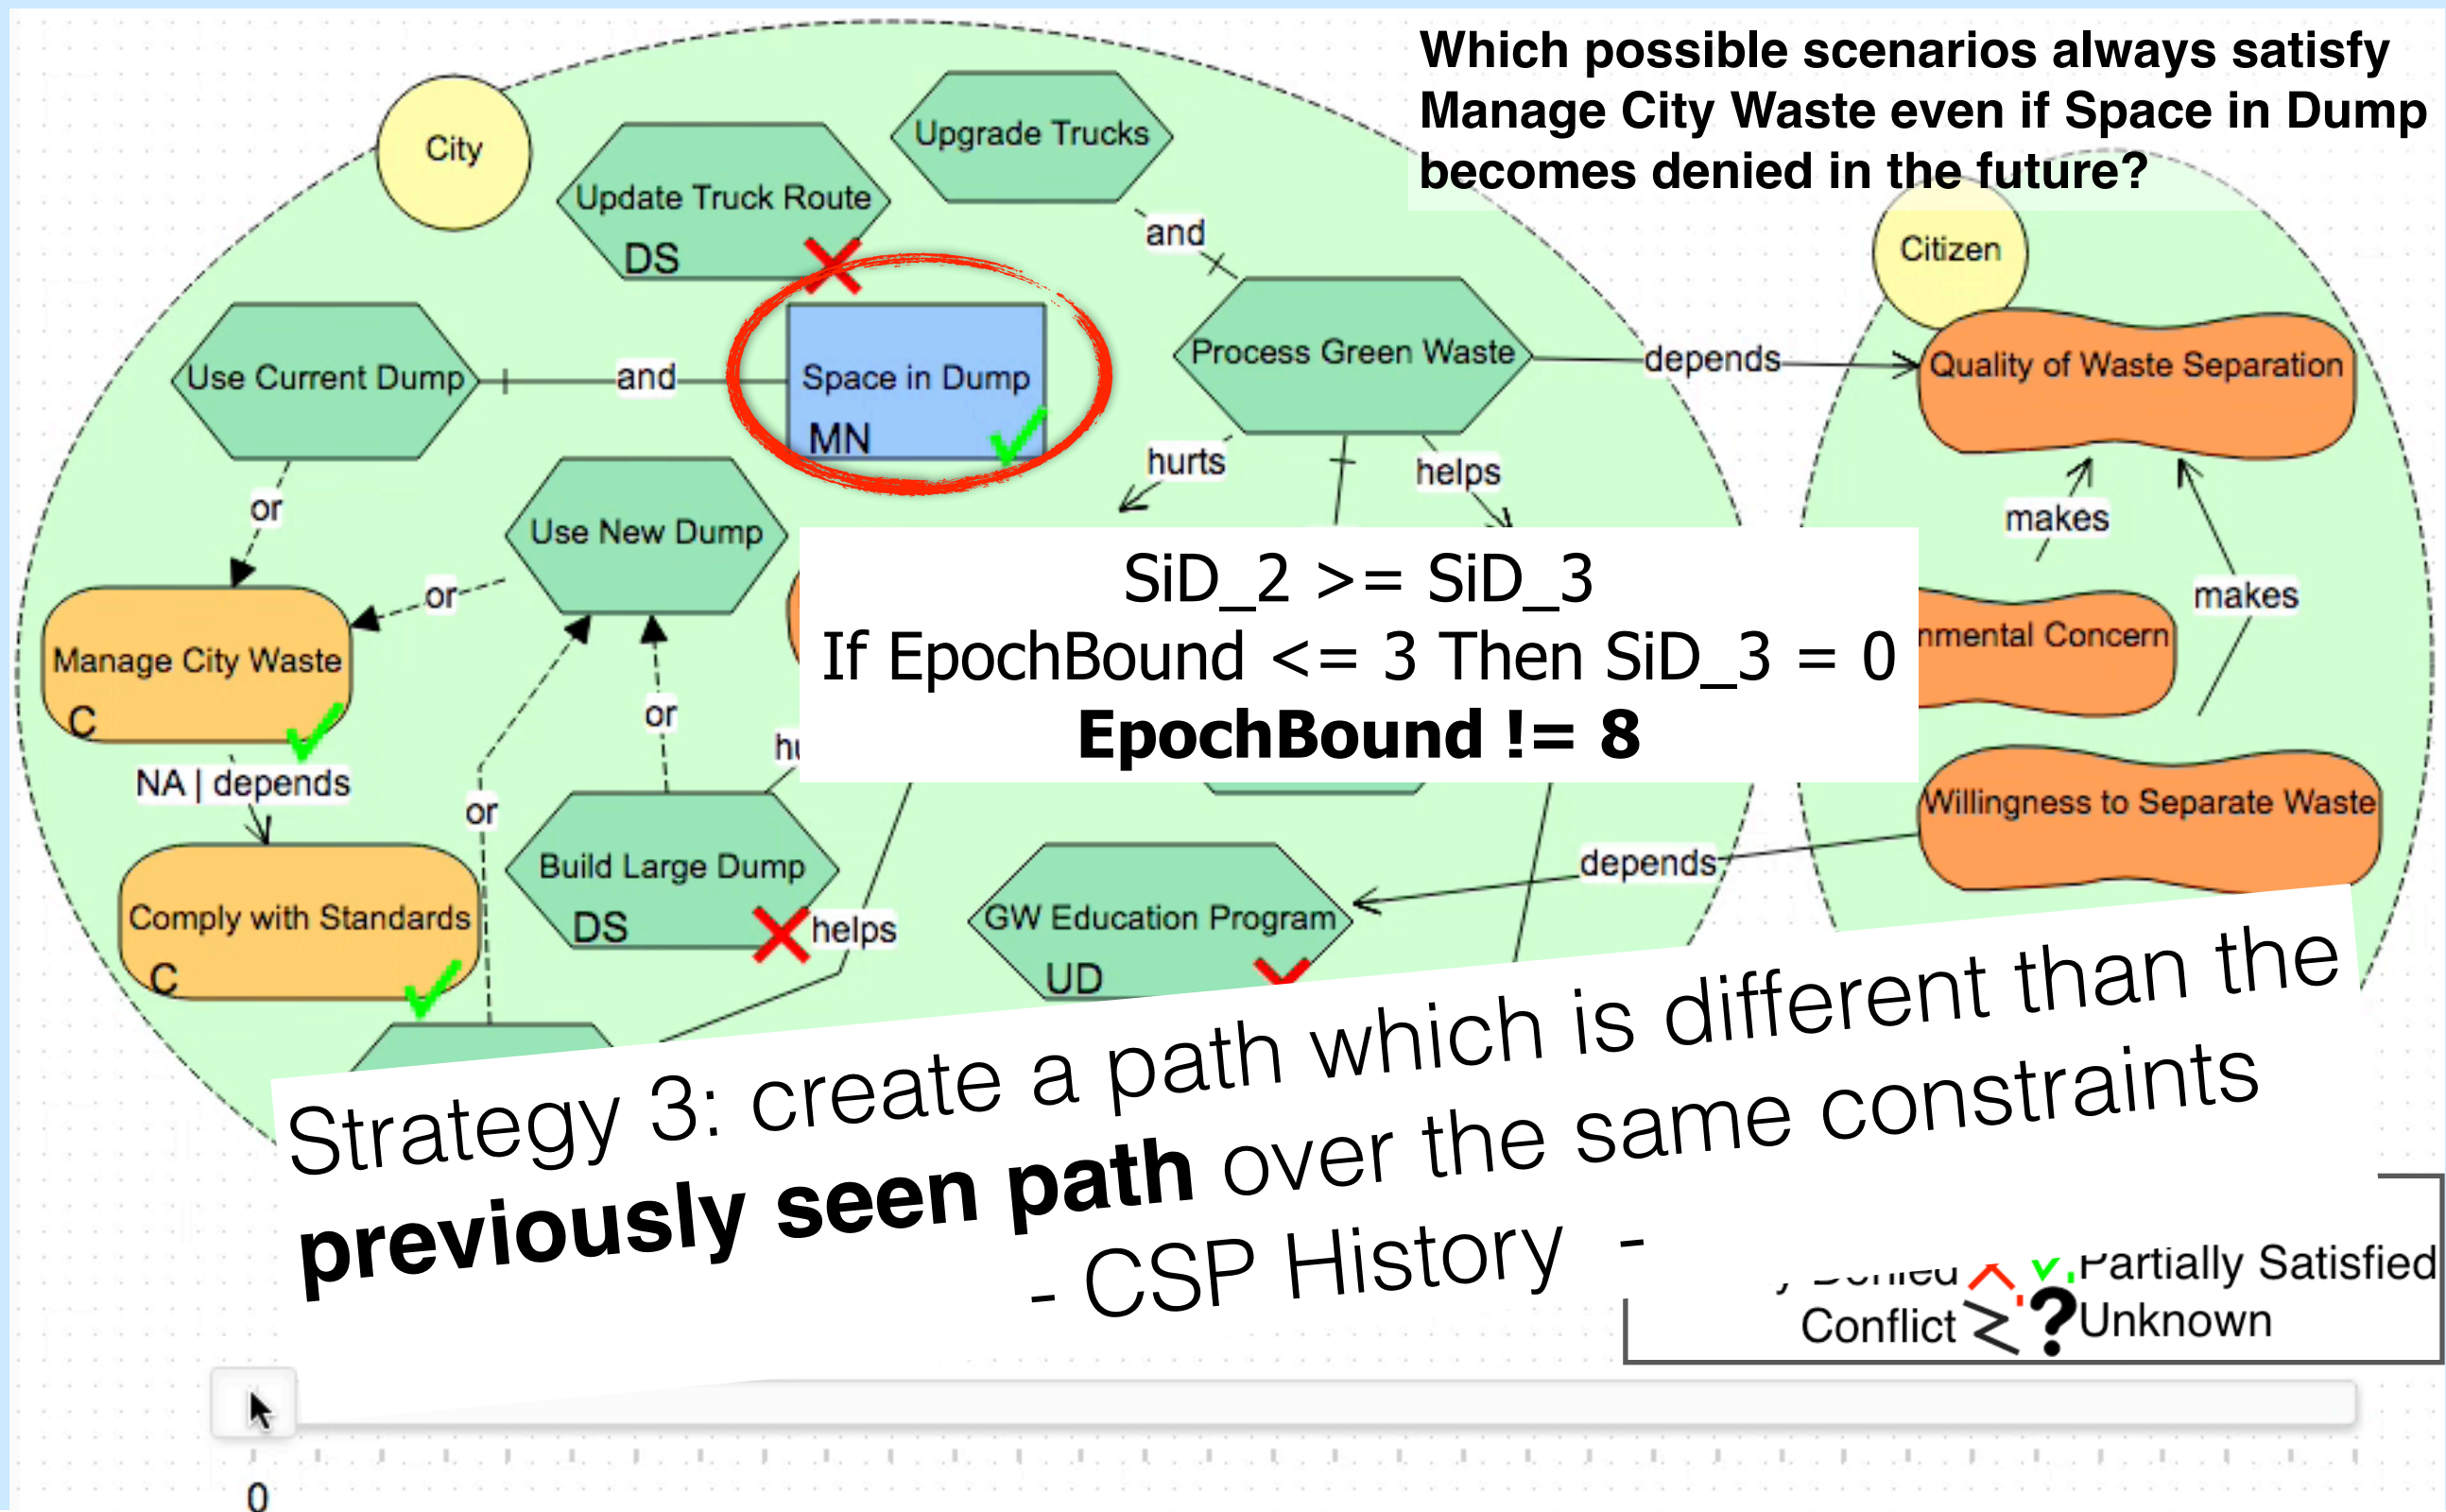 Which possible scenarios always satisfy
Manage City Waste even if Space in Dump
becomes denied in the future?
City
Upgrade Trucks
Update Truck Route
DS
and
Citizen
Use Current Dump
and
Space in Dump
MN
Process Green Waste
depends
Quality of Waste Separation
hurts
helps
or
Use New Dump
makes
or
makes
SiD_2 >= SiD_3
If EpochBound <= 3 Then SiD_3 = 0
EpochBound != 8
Manage City Waste
C
or
NA | depends
or
Build Large Dump
DS
helps
Willingness to Separate Waste
depends
Comply with Standards
C
GW Education Program
UD
Concern
Strategy 3: create a path which is different than the
previously seen path over the same constraints
- CSP History -
Partially Satisfied
Conflict
? Unknown
0